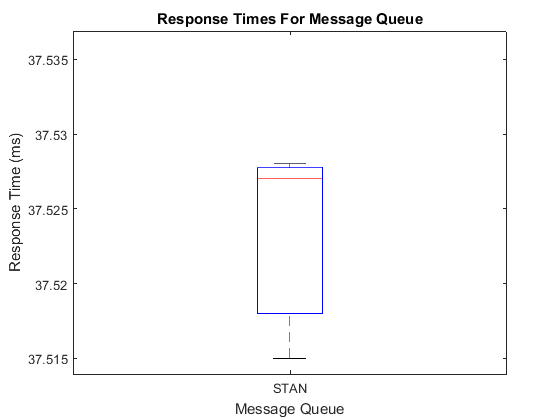 Response Times For Message Queue
37.535
37.53
37.525
37.52
37.515
Response Time (ms)
STAN
Message Queue